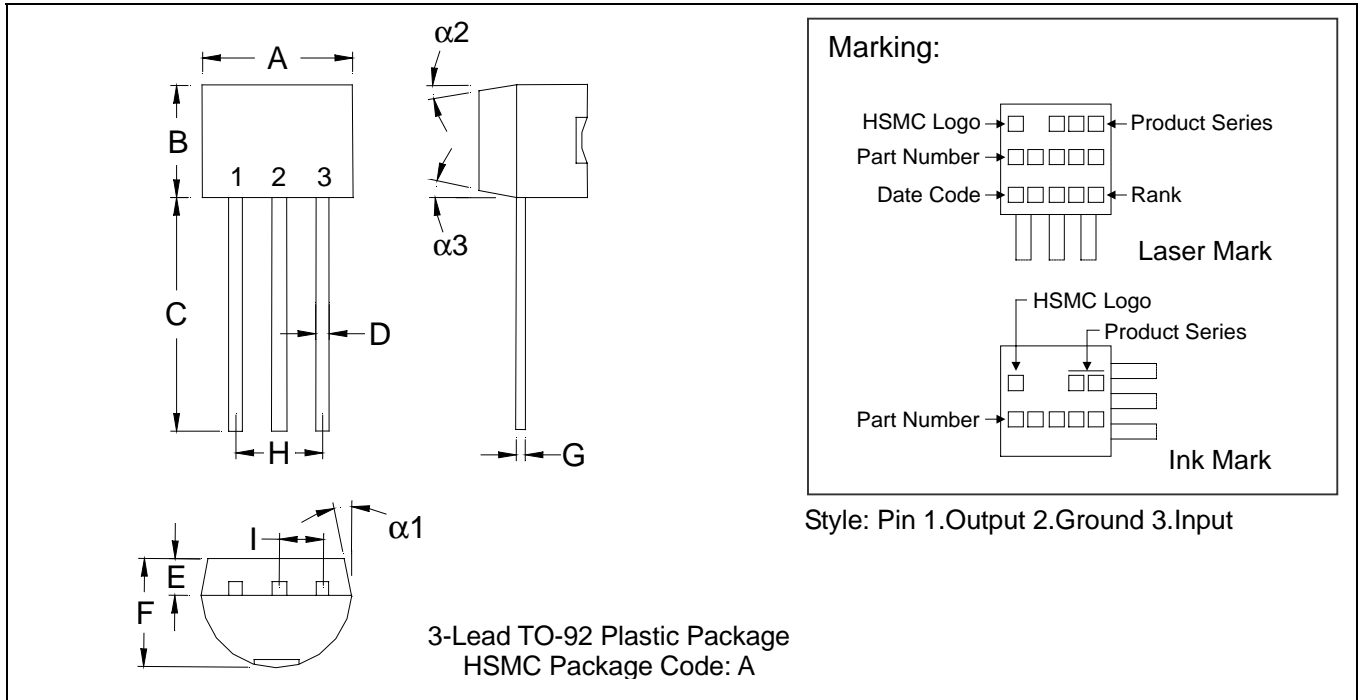 α2
A
B
1 2 3
α3
C
D
H
G
α1
I
E
F
3-Lead TO-92 Plastic Package
HSMC Package Code: A
Marking:
HSMC Logo
Product Series
Part Number
Date Code
Rank
Laser Mark
HSMC Logo
Product Series
Part Number
Ink Mark
Style: Pin 1.Output 2.Ground 3.Input